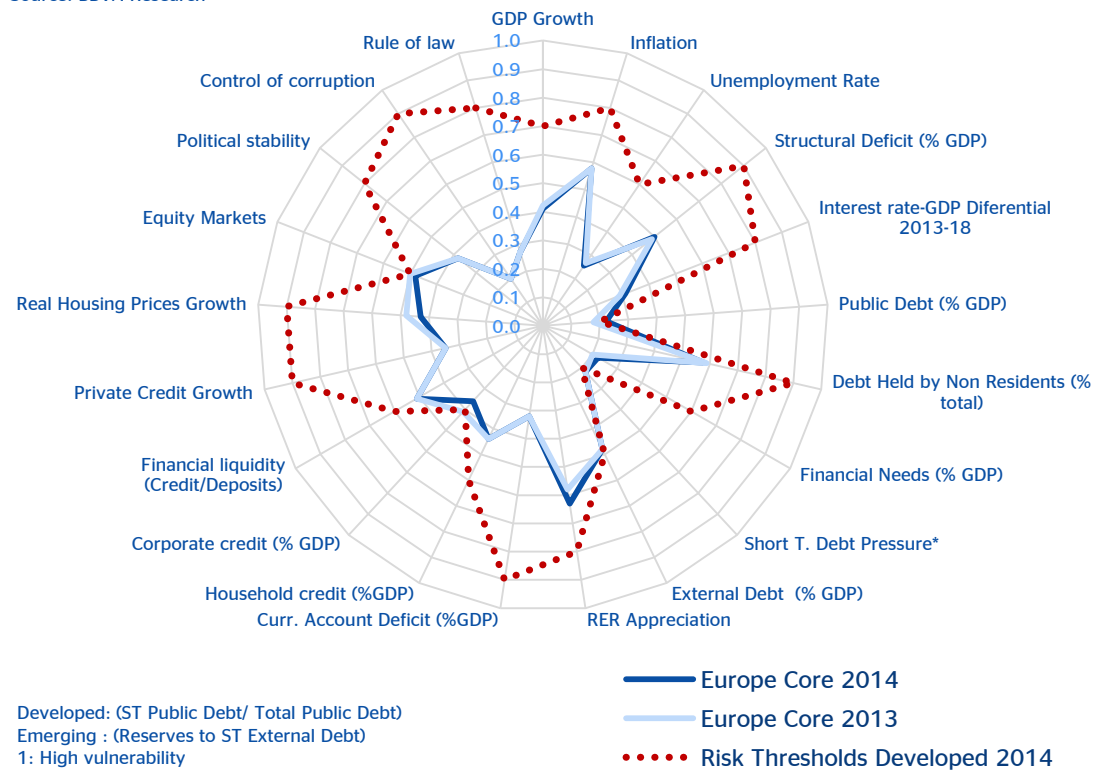 GDP Growth
Rule of law
1.0
Inflation
Control of corruption
0.9
Unemployment Rate
0.8
Political stability
0.7
Structural Deficit (% GDP)
0.6
0.5
Equity Markets
0.4
Interest rate-GDP Diferential
2013-18
0.3
0.2
Real Housing Prices Growth
0.1
Public Debt (% GDP)
0.0
Private Credit Growth
Debt Held by Non Residents (%
total)
Financial liquidity
(Credit/Deposits)
Financial Needs (% GDP)
Corporate credit (% GDP)
Short T. Debt Pressure*
Household credit (%GDP)
External Debt (% GDP)
Curr. Account Deficit (%GDP)
RER Appreciation
Europe Core 2014
Europe Core 2013
Risk Thresholds Developed 2014
Developed: (ST Public Debt/ Total Public Debt)
Emerging : (Reserves to ST External Debt)
1: High vulnerability